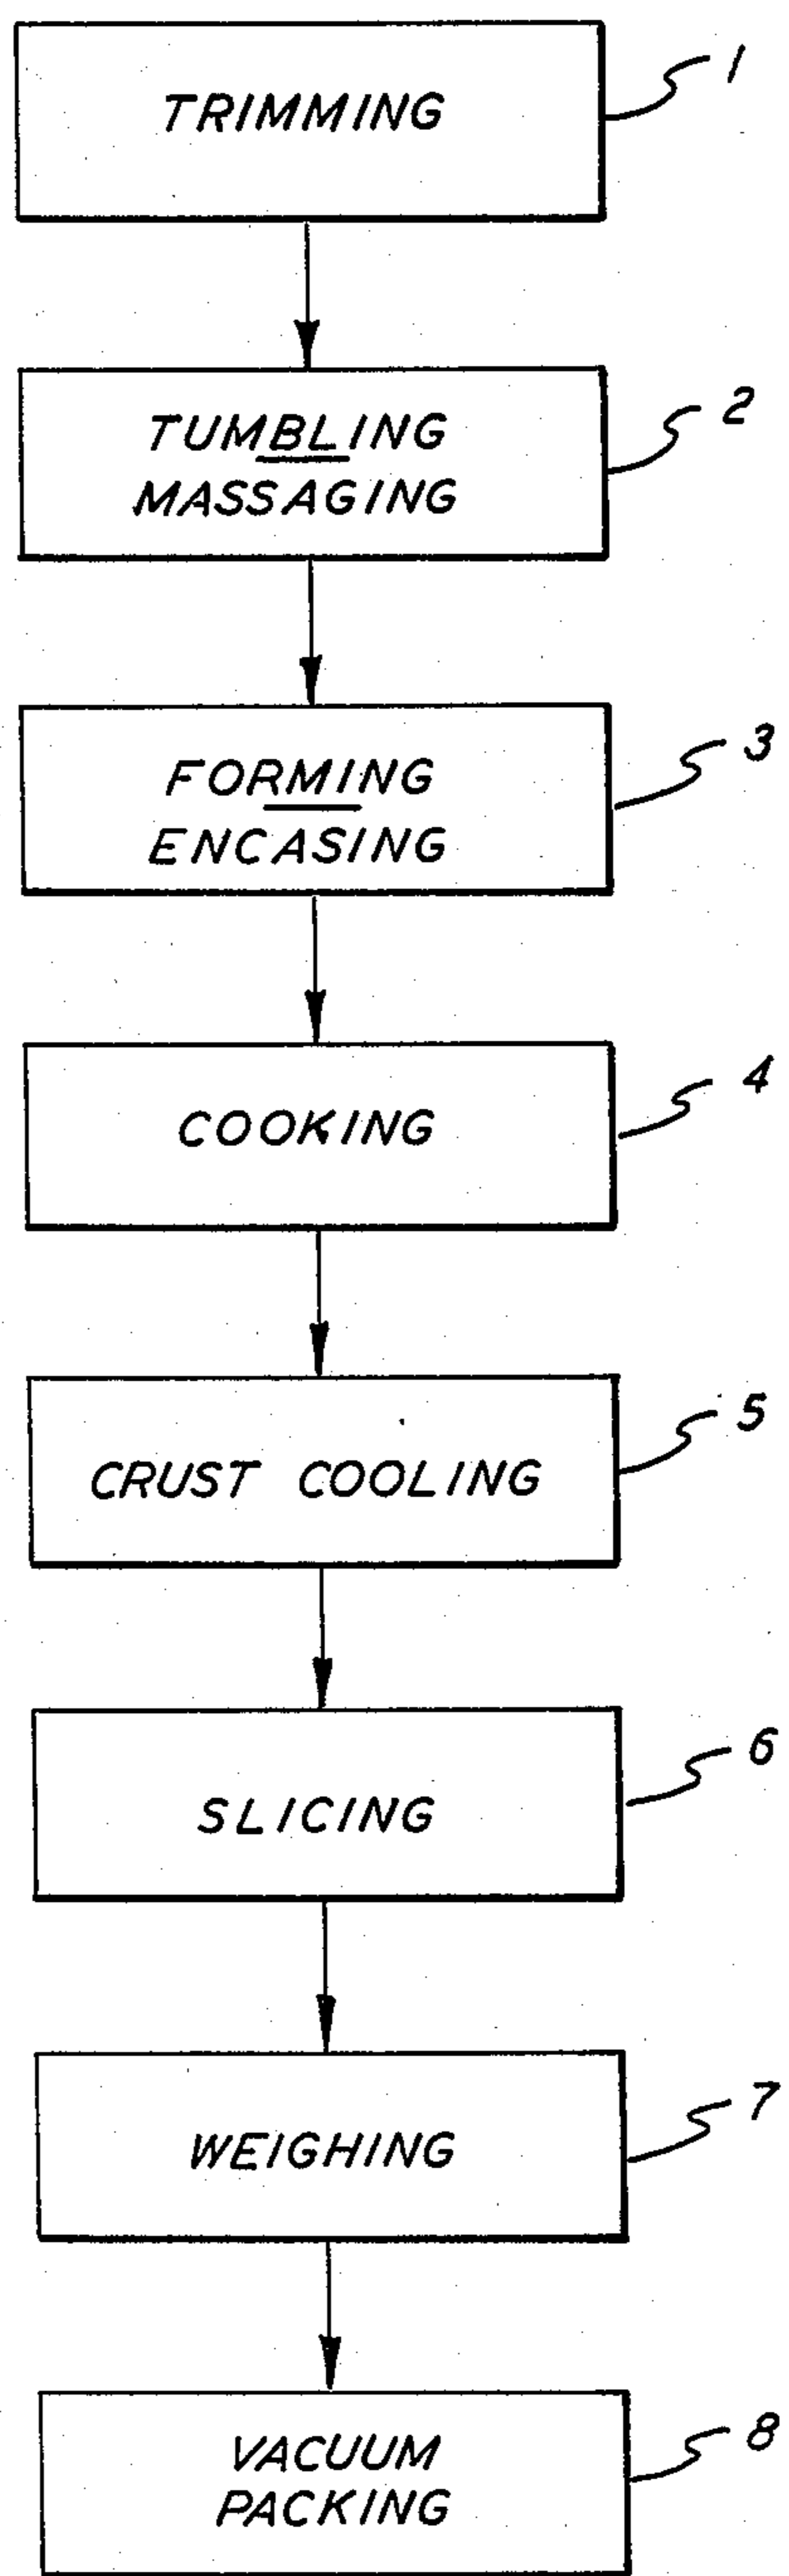 TRIMMING
1
TUMBLING
MASSAGING
2
FORMING
ENCASING
3
COOKING
4
CRUST COOLING
5
SLICING
6
WEIGHING
7
VACUUM
PACKING
8